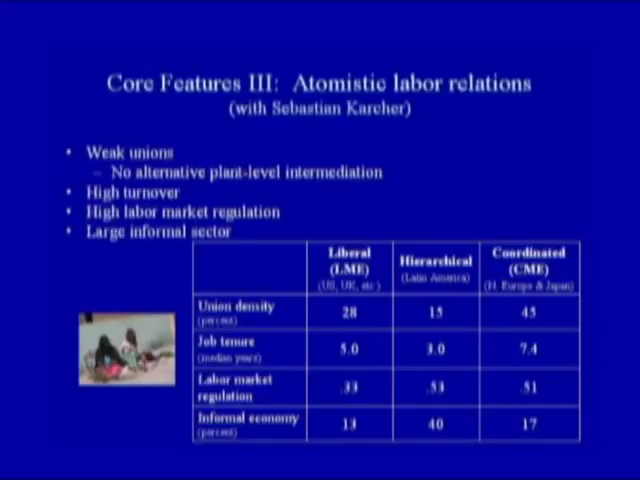 Core Features III: Atomistic labor relations
(with Sebastian Karcher)
• Weak unions
– No alternative plant-level intermediation
• High turnover
• High labor market regulation
• Large informal sector
Liberal (LME) (US, UK, etc.) Hierarchical (Latin America) Coordinated (CME) (N. Europe & Japan)
Union density (percent) 28 15 45
Job tenure (median years) 5.0 3.0 7.4
Labor market regulation .33 .53 .51
Informal economy (percent) 13 40 17